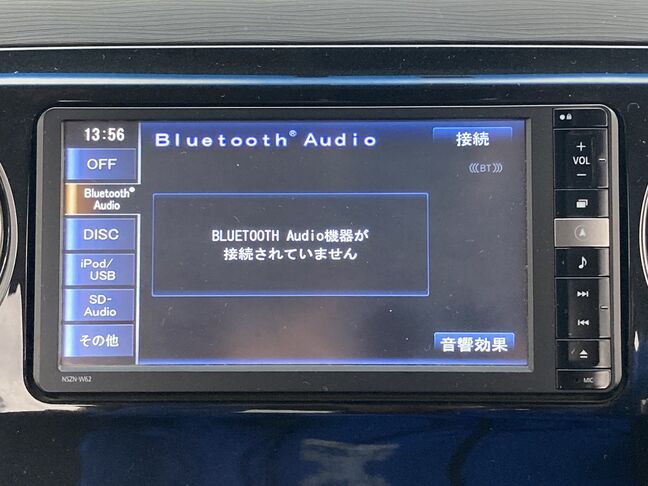 13:56
Bluetooth® Audio
接続
OFF
BT
Bluetooth®
Audio
DISC
BLUETOOTH Audio機器が
接続されていません
iPod/
USB
SD-
Audio
その他
音響効果
NSZN-W62
+
VOL
−
MIC